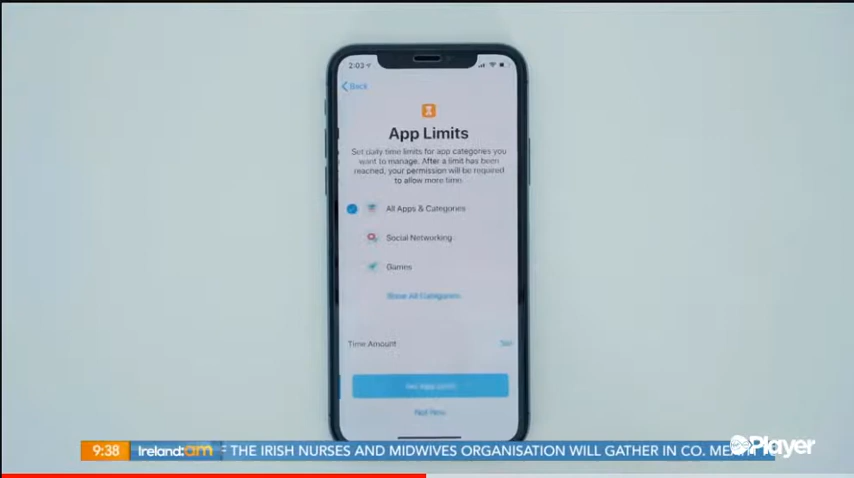 2:03
Back
App Limits
Set daily time limits for app categories you
want to manage. After a limit has been
reached, your permission will be required
to allow more time.
All Apps & Categories
Social Networking
Games
Show All Categories
Time Amount
Set
Set App Limit
Not Now
9:38 Ireland:am THE IRISH NURSES AND MIDWIVES ORGANISATION WILL GATHER IN CO.
Player